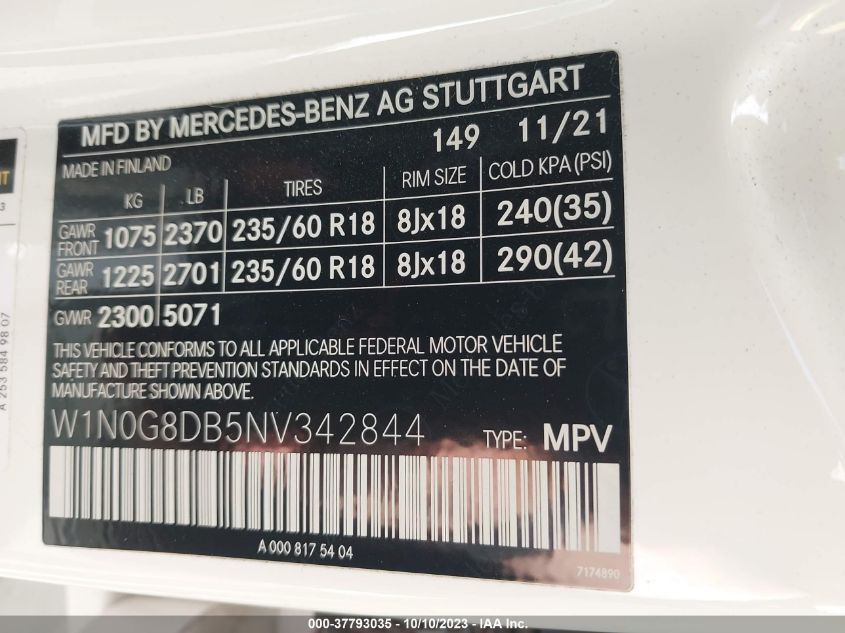 MFD BY MERCEDES-BENZ AG STUTTGART
149 11/21
MADE IN FINLAND
KG LB TIRES RIM SIZE COLD KPA (PSI)
GAWR FRONT 1075 2370 235/60 R18 8Jx18 240(35)
GAWR REAR 1225 2701 235/60 R18 8Jx18 290(42)
GVWR 2300 5071
THIS VEHICLE CONFORMS TO ALL APPLICABLE FEDERAL MOTOR VEHICLE
SAFETY AND THEFT PREVENTION STANDARDS IN EFFECT ON THE DATE OF
MANUFACTURE SHOWN ABOVE.
W1N0G8DB5NV342844 TYPE: MPV
A 000 817 54 04
7174890
A 253 584 98 07
000-37793035 - 10/10/2023 - IAA Inc.